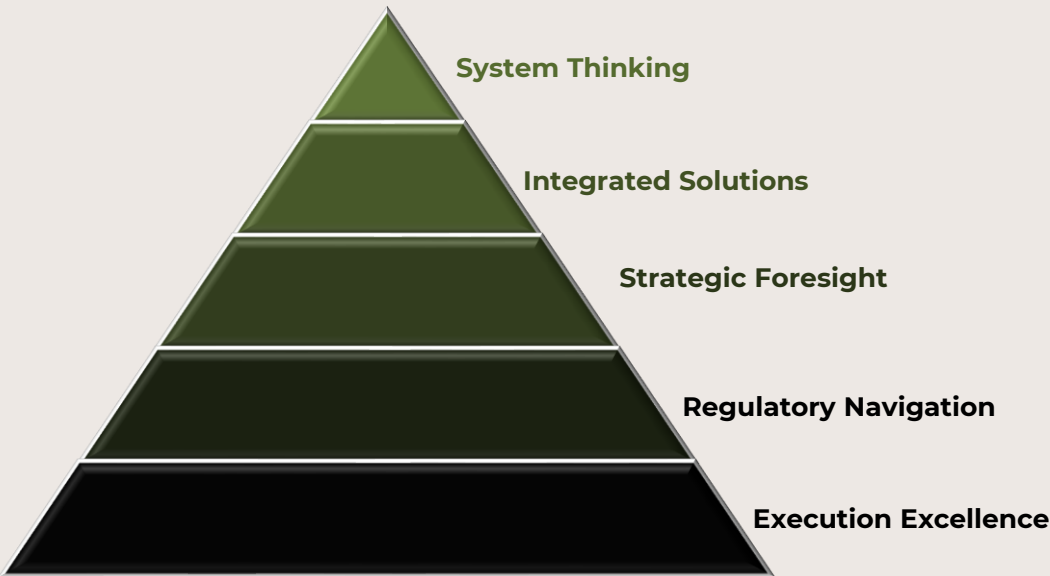 System Thinking
Integrated Solutions
Strategic Foresight
Regulatory Navigation
Execution Excellence